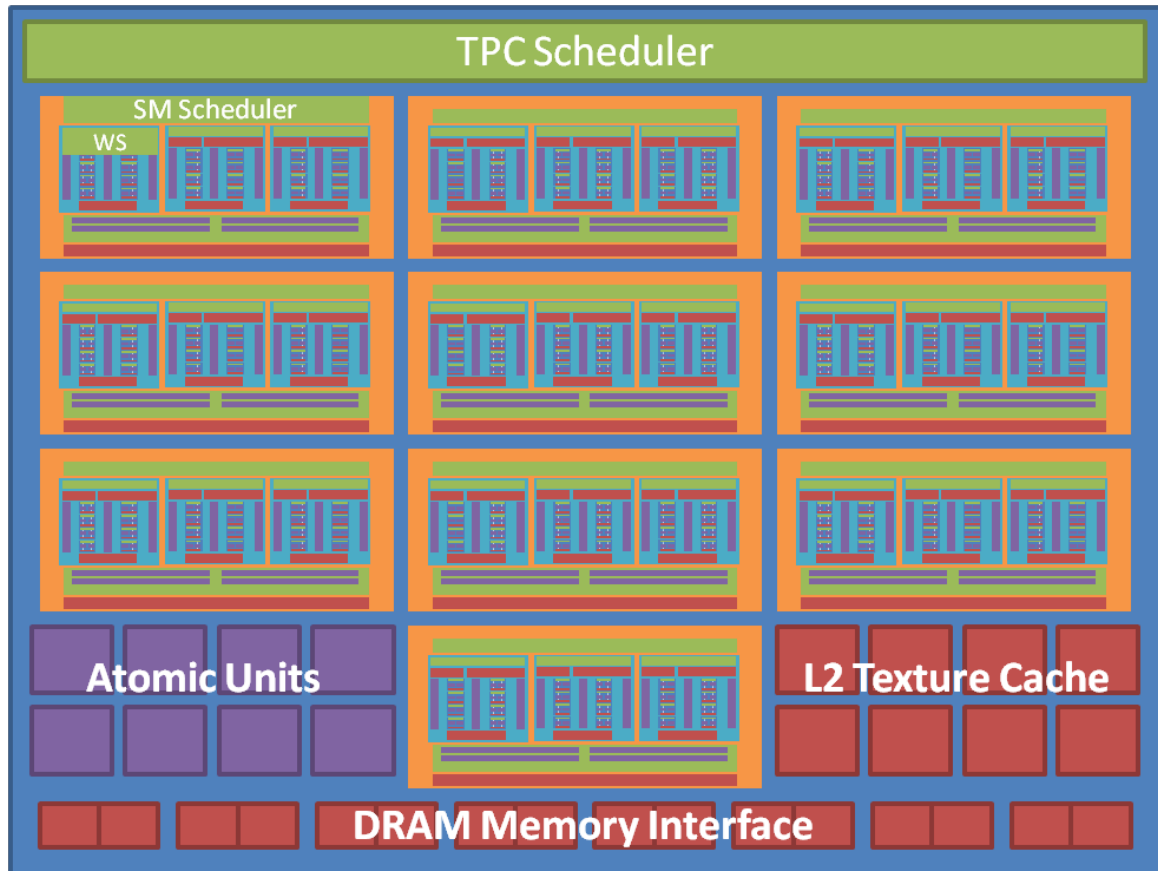 TPC Scheduler
SM Scheduler
WS
Atomic Units
L2 Texture Cache
DRAM Memory Interface